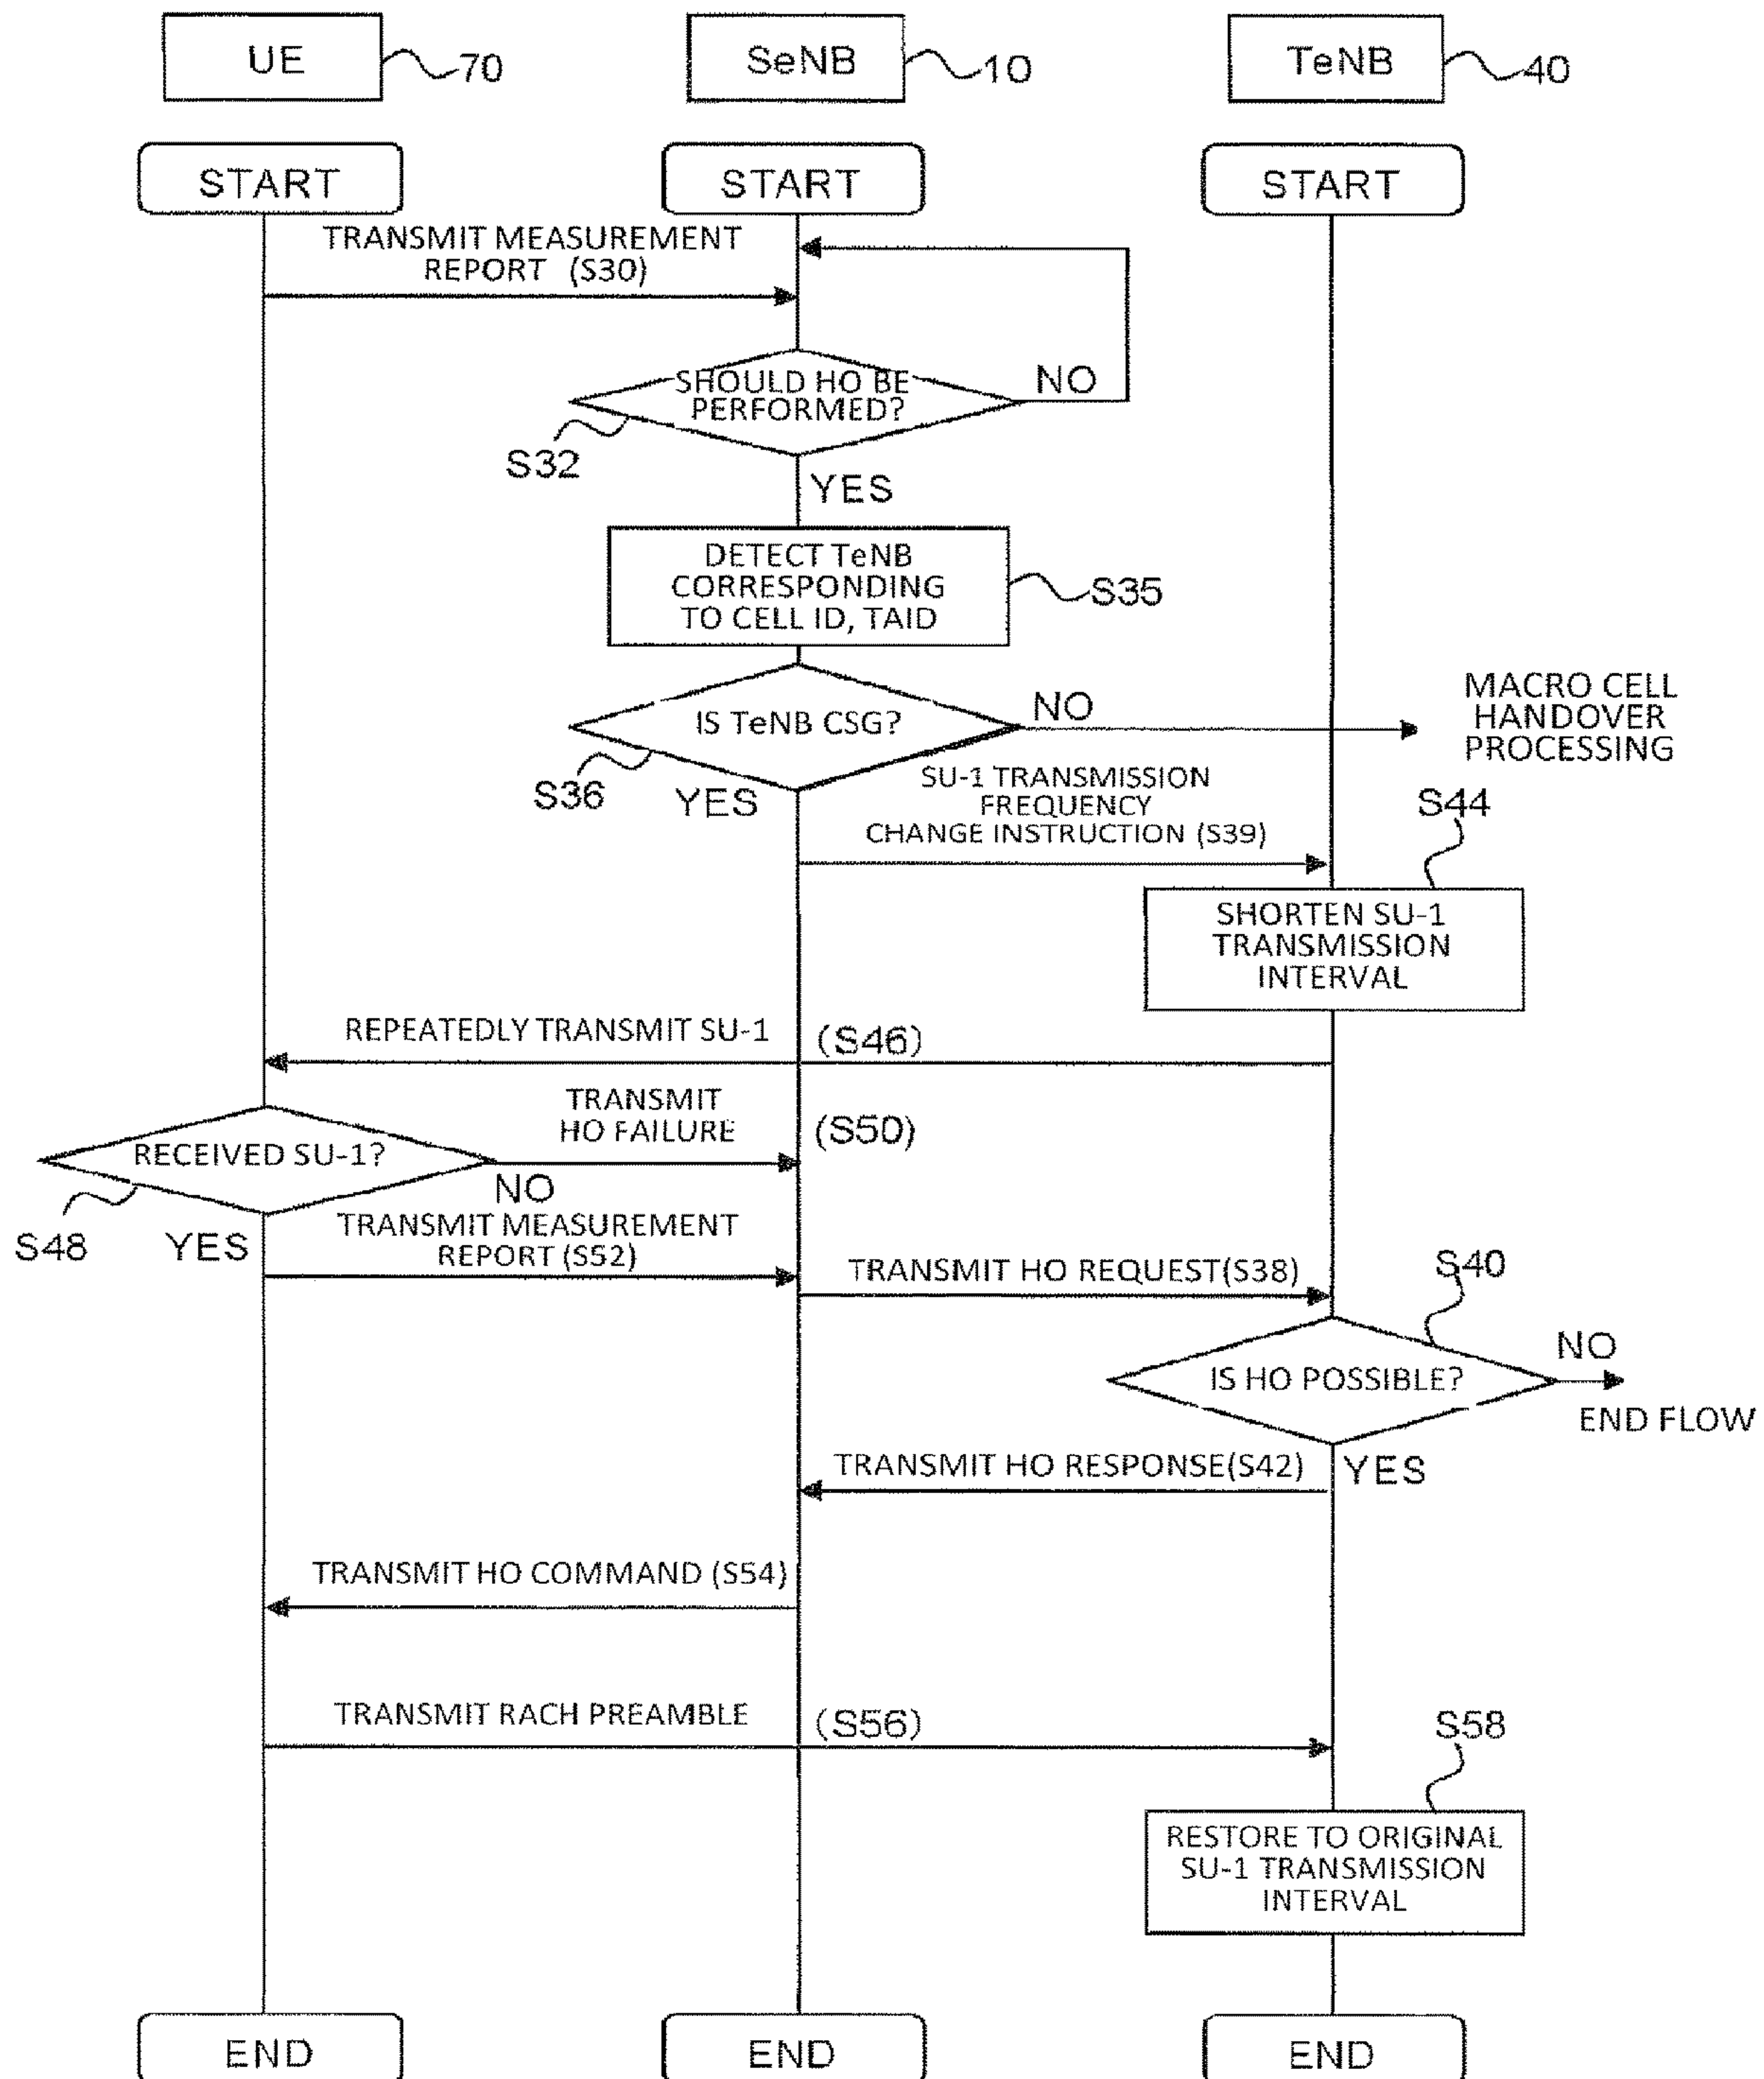 UE
70
SeNB
10
TeNB
40
START
START
START
TRANSMIT MEASUREMENT
REPORT (S30)
SHOULD HO BE
PERFORMED?
NO
S32
YES
DETECT TeNB
CORRESPONDING
TO CELL ID, TAID
S35
IS TeNB CSG?
NO
MACRO CELL
HANDOVER
PROCESSING
S36
YES
SU-1 TRANSMISSION
FREQUENCY
CHANGE INSTRUCTION (S39)
S44
SHORTEN SU-1
TRANSMISSION
INTERVAL
REPEATEDLY TRANSMIT SU-1
(S46)
TRANSMIT
HO FAILURE
(S50)
RECEIVED SU-1?
NO
S48
YES
TRANSMIT MEASUREMENT
REPORT (S52)
TRANSMIT HO REQUEST(S38)
S40
IS HO POSSIBLE?
NO
END FLOW
TRANSMIT HO RESPONSE(S42)
YES
TRANSMIT HO COMMAND (S54)
TRANSMIT RACH PREAMBLE
(S56)
S58
RESTORE TO ORIGINAL
SU-1 TRANSMISSION
INTERVAL
END
END
END